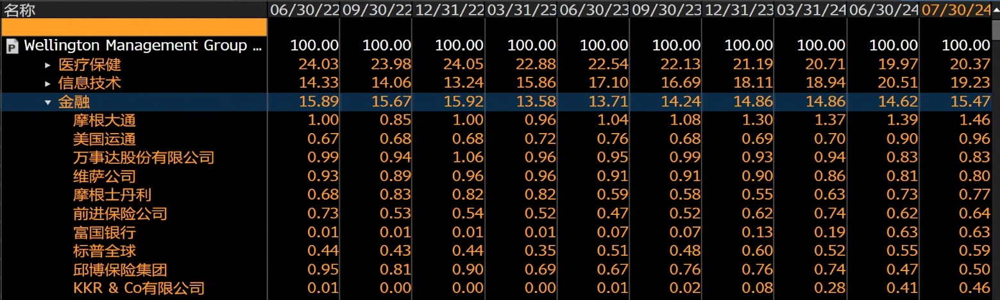 名称 06/30/22 09/30/22 12/31/22 03/31/23 06/30/23 09/30/23 12/31/23 03/31/24 06/30/24 07/30/24
P Wellington Management Group ... 100.00 100.00 100.00 100.00 100.00 100.00 100.00 100.00 100.00 100.00
医疗保健 24.03 23.98 24.05 22.88 22.54 22.13 21.19 20.71 19.97 20.37
信息技术 14.33 14.06 13.24 15.86 17.10 16.69 18.11 18.94 20.51 19.23
金融 15.89 15.67 15.92 13.58 13.71 14.24 14.86 14.86 14.62 15.47
摩根大通 1.00 0.85 1.00 0.96 1.04 1.08 1.30 1.37 1.39 1.46
美国运通 0.67 0.68 0.68 0.72 0.76 0.68 0.69 0.70 0.90 0.96
万事达股份有限公司 0.99 0.94 1.06 0.96 0.95 0.99 0.93 0.94 0.83 0.83
维萨公司 0.93 0.89 0.96 0.96 0.91 0.91 0.90 0.86 0.81 0.80
摩根士丹利 0.68 0.83 0.82 0.82 0.59 0.58 0.55 0.63 0.73 0.77
前进保险公司 0.73 0.53 0.54 0.52 0.47 0.52 0.62 0.74 0.62 0.64
富国银行 0.01 0.01 0.01 0.01 0.07 0.07 0.13 0.19 0.63 0.63
标普全球 0.44 0.43 0.44 0.35 0.51 0.48 0.60 0.52 0.55 0.59
邱博保险集团 0.95 0.81 0.90 0.69 0.67 0.76 0.76 0.74 0.47 0.50
KKR & Co有限公司 0.01 0.00 0.00 0.00 0.01 0.02 0.08 0.28 0.41 0.46